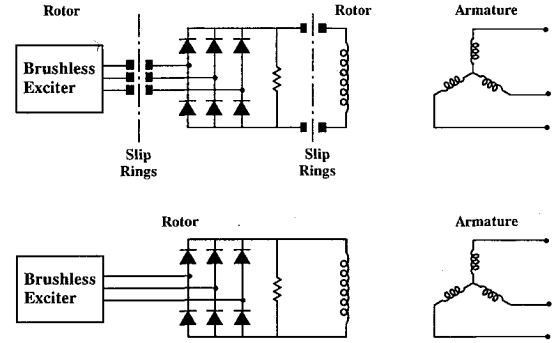 Rotor
Rotor
Armature
Brushless
Exciter
Slip
Rings
Slip
Rings
Rotor
Armature
Brushless
Exciter